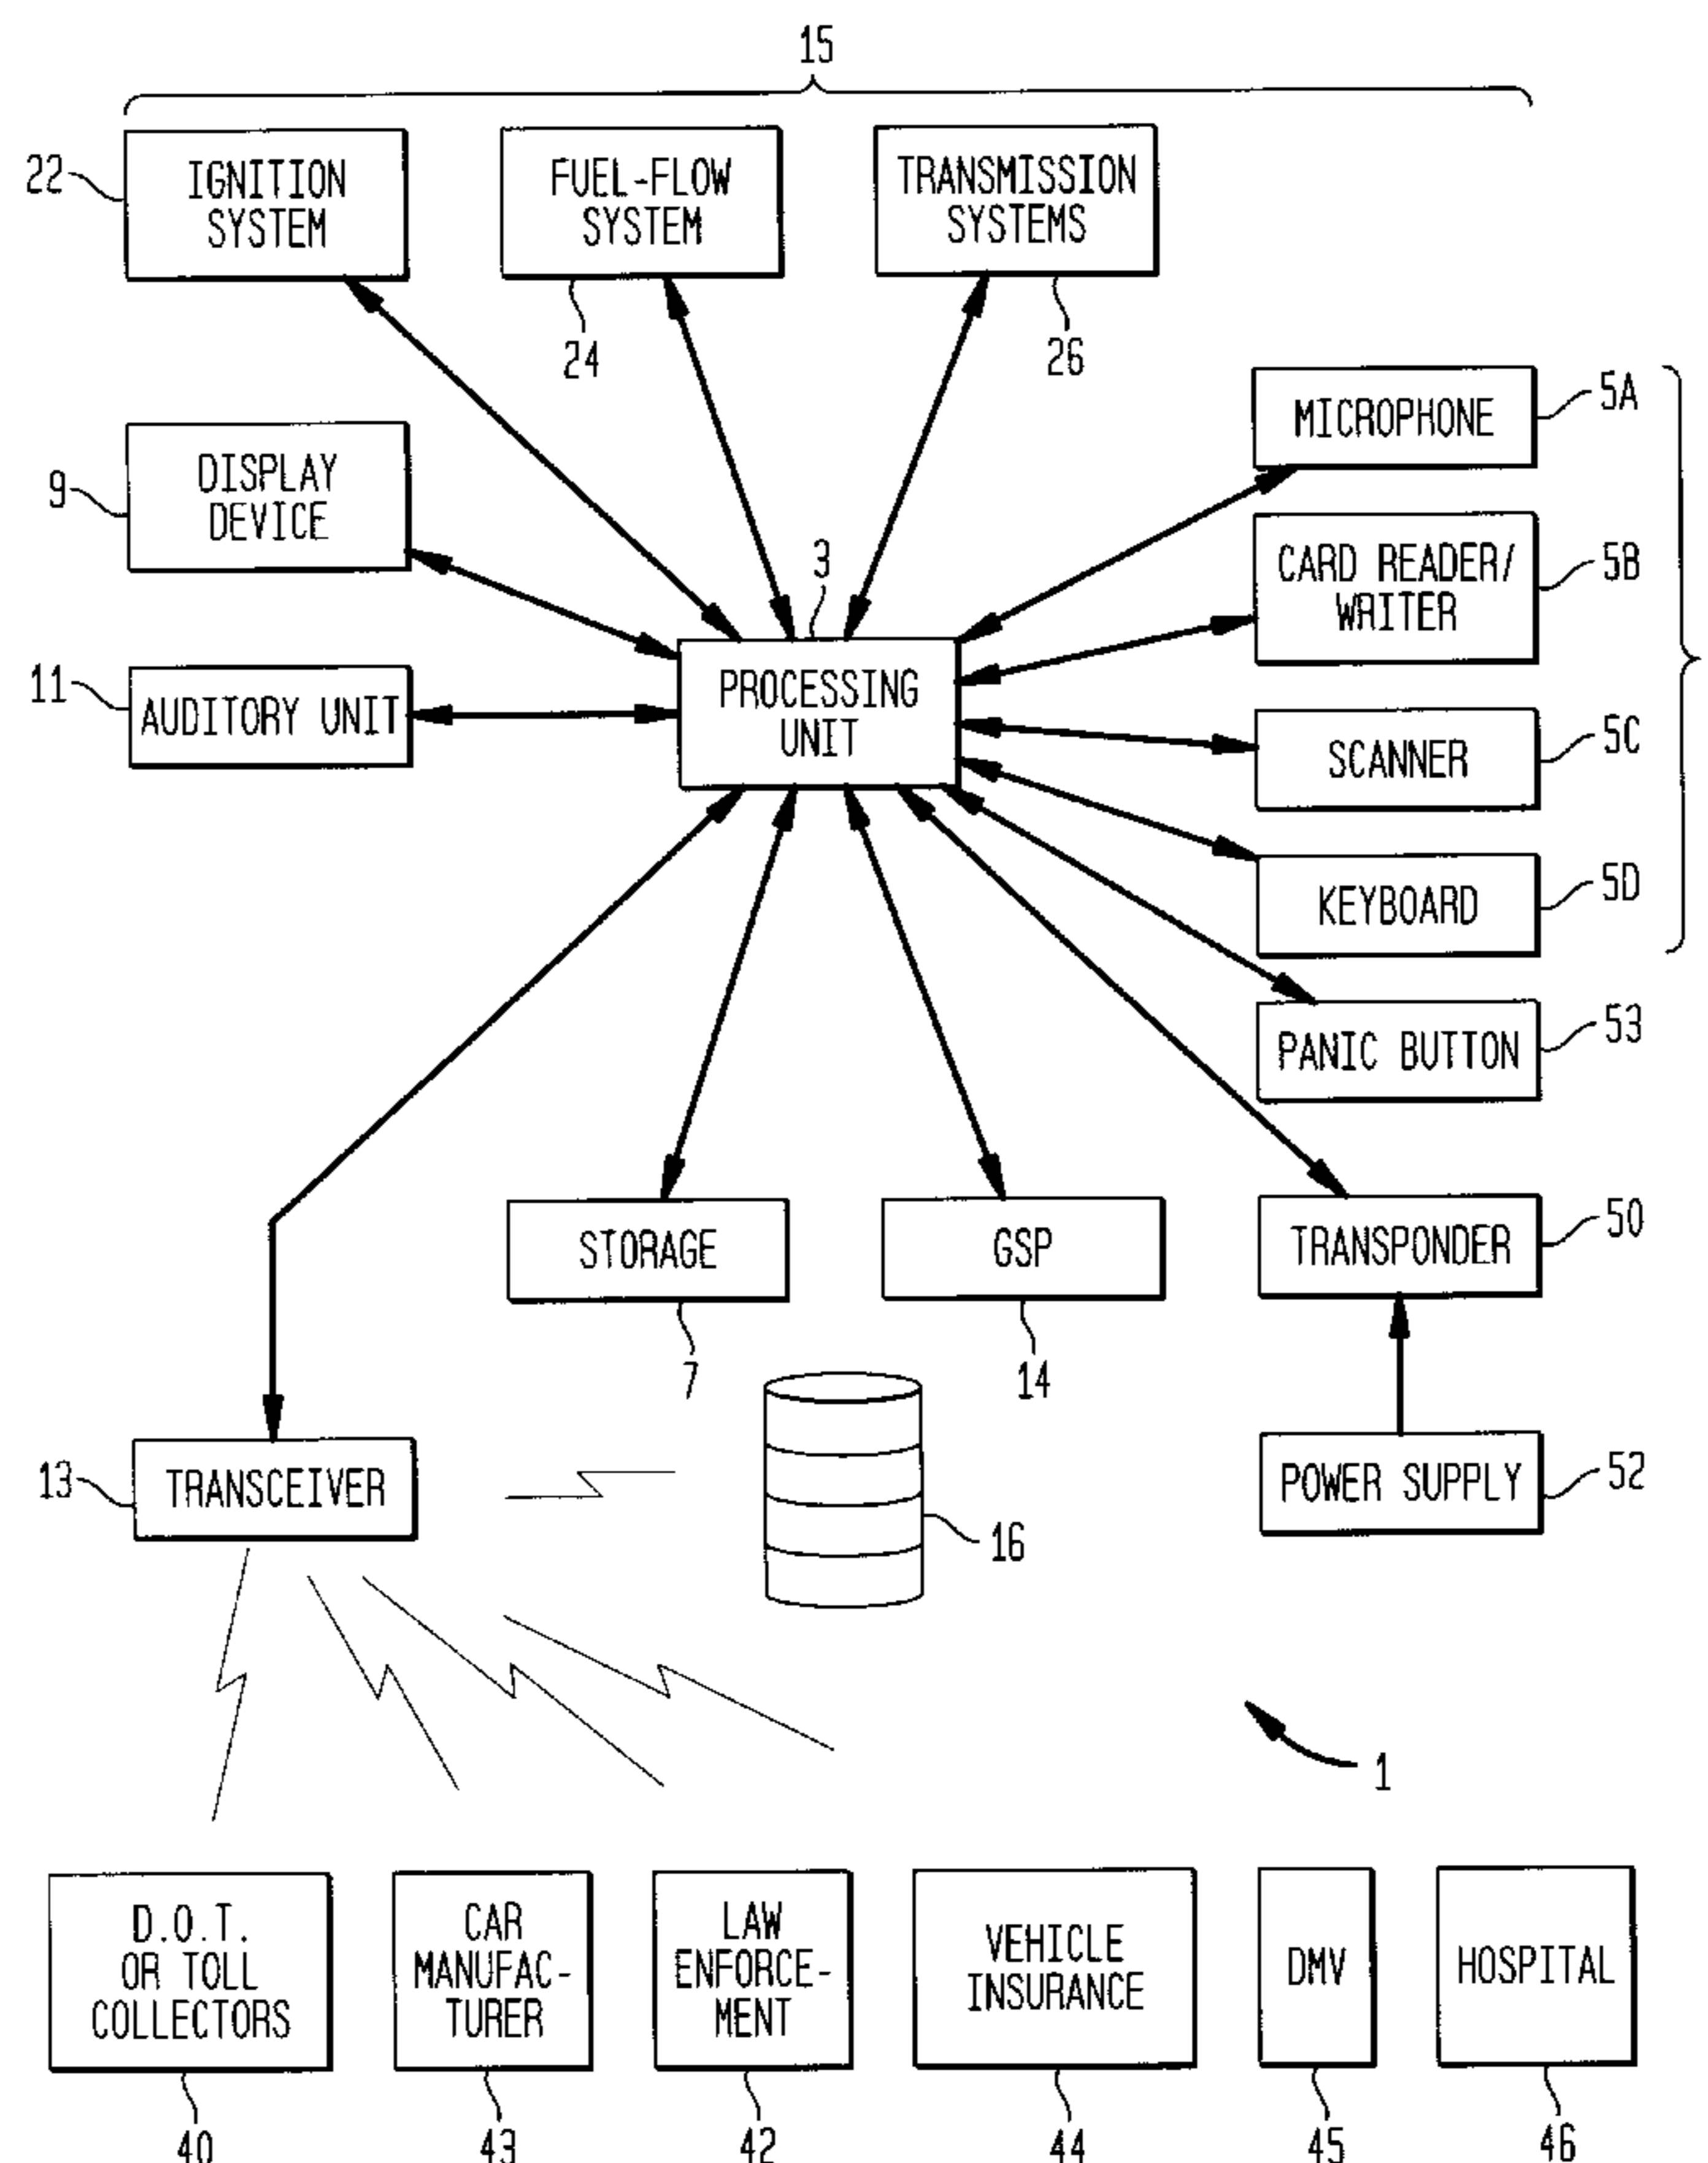 15
22
IGNITION
SYSTEM
FUEL-FLOW
SYSTEM
TRANSMISSION
SYSTEMS
24
26
MICROPHONE
5A
9
DISPLAY
DEVICE
3
CARD READER/
WRITER
5B
11
AUDITORY UNIT
PROCESSING
UNIT
SCANNER
5C
KEYBOARD
5D
PANIC BUTTON
53
STORAGE
GSP
TRANSPONDER
50
7
14
13
TRANSCEIVER
16
POWER SUPPLY
52
1
D.O.T.
OR TOLL
COLLECTORS
CAR
MANUFAC-
TURER
LAW
ENFORCE-
MENT
VEHICLE
INSURANCE
DMV
HOSPITAL
40
43
42
44
45
46